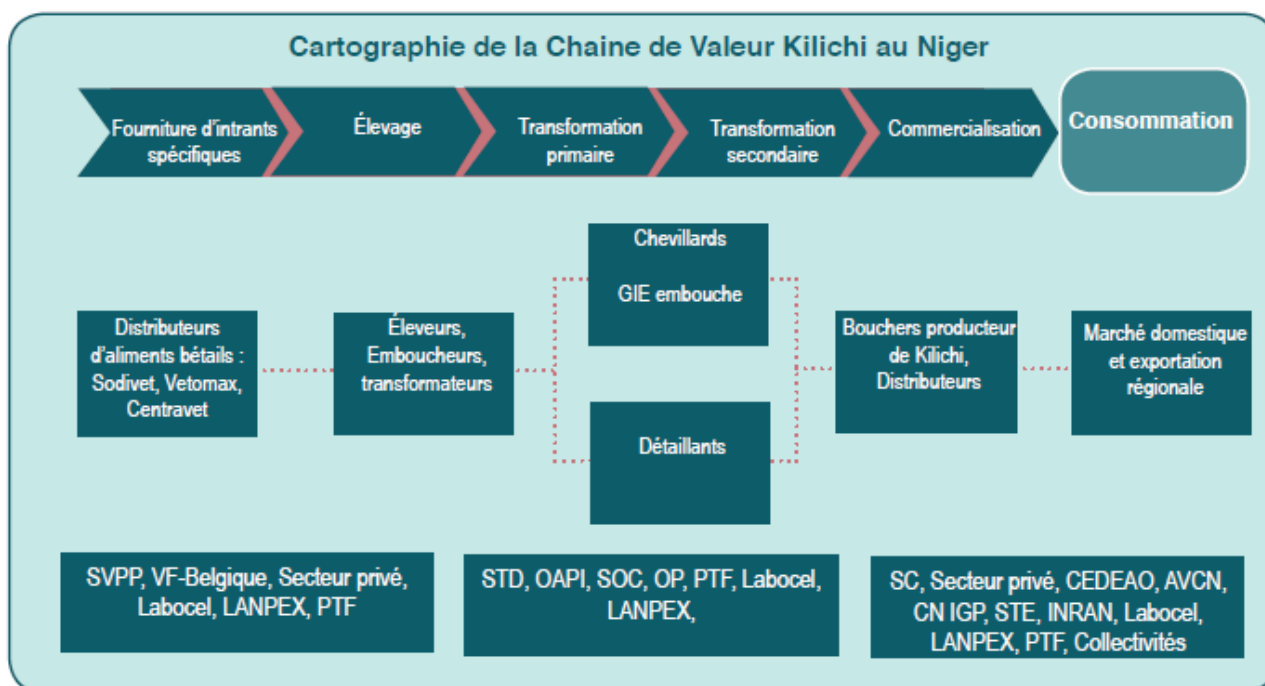 Cartographie de la Chaine de Valeur Kilichi au Niger
Fourniture d'intrants
spécifiques
Élevage
Transformation
primaire
Transformation
secondaire
Commercialisation
Consommation
Distributeurs
d'aliments bétails :
Sodivet, Vetomax,
Centravet
Éleveurs,
Emboucheurs,
transformateurs
Chevillards
GIE embouche
Détaillants
Bouchers producteur
de Kilichi,
Distributeurs
Marché domestique
et exportation
régionale
SVPP, VF-Belgique, Secteur privé,
Labocel, LANPEX, PTF
STD, OAPI, SOC, OP, PTF, Labocel,
LANPEX,
SC, Secteur privé, CEDEAO, AVCN,
CN IGP, STE, INRAN, Labocel,
LANPEX, PTF, Collectivités